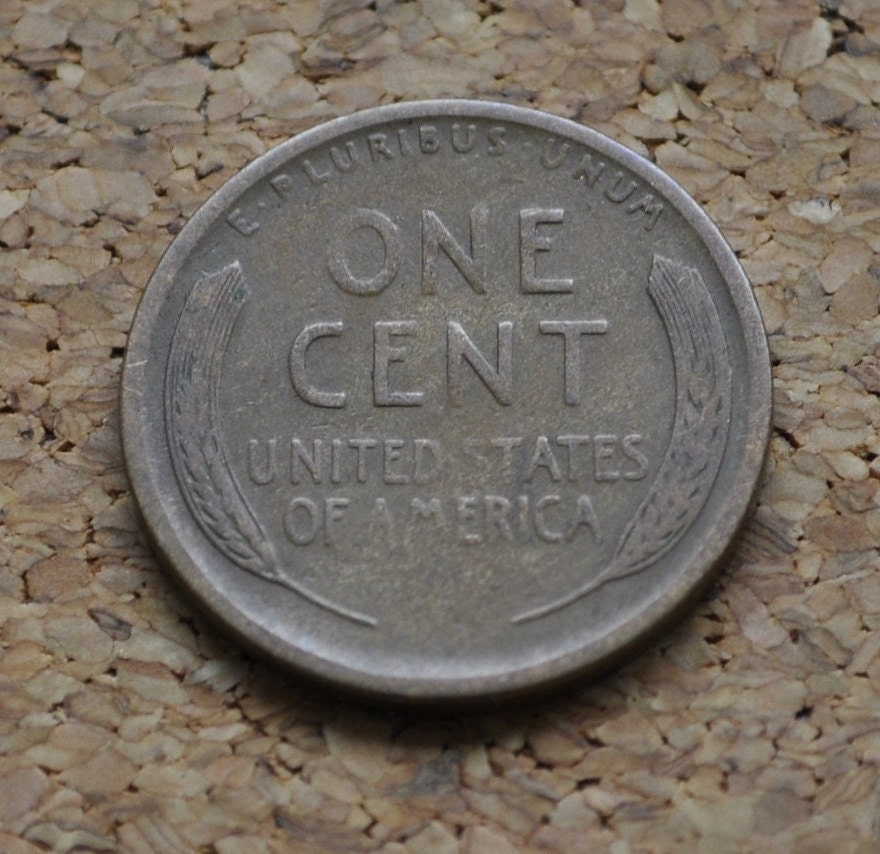 E·PLURIBUS·UNUM
ONE
CENT
UNITED STATES
OF AMERICA